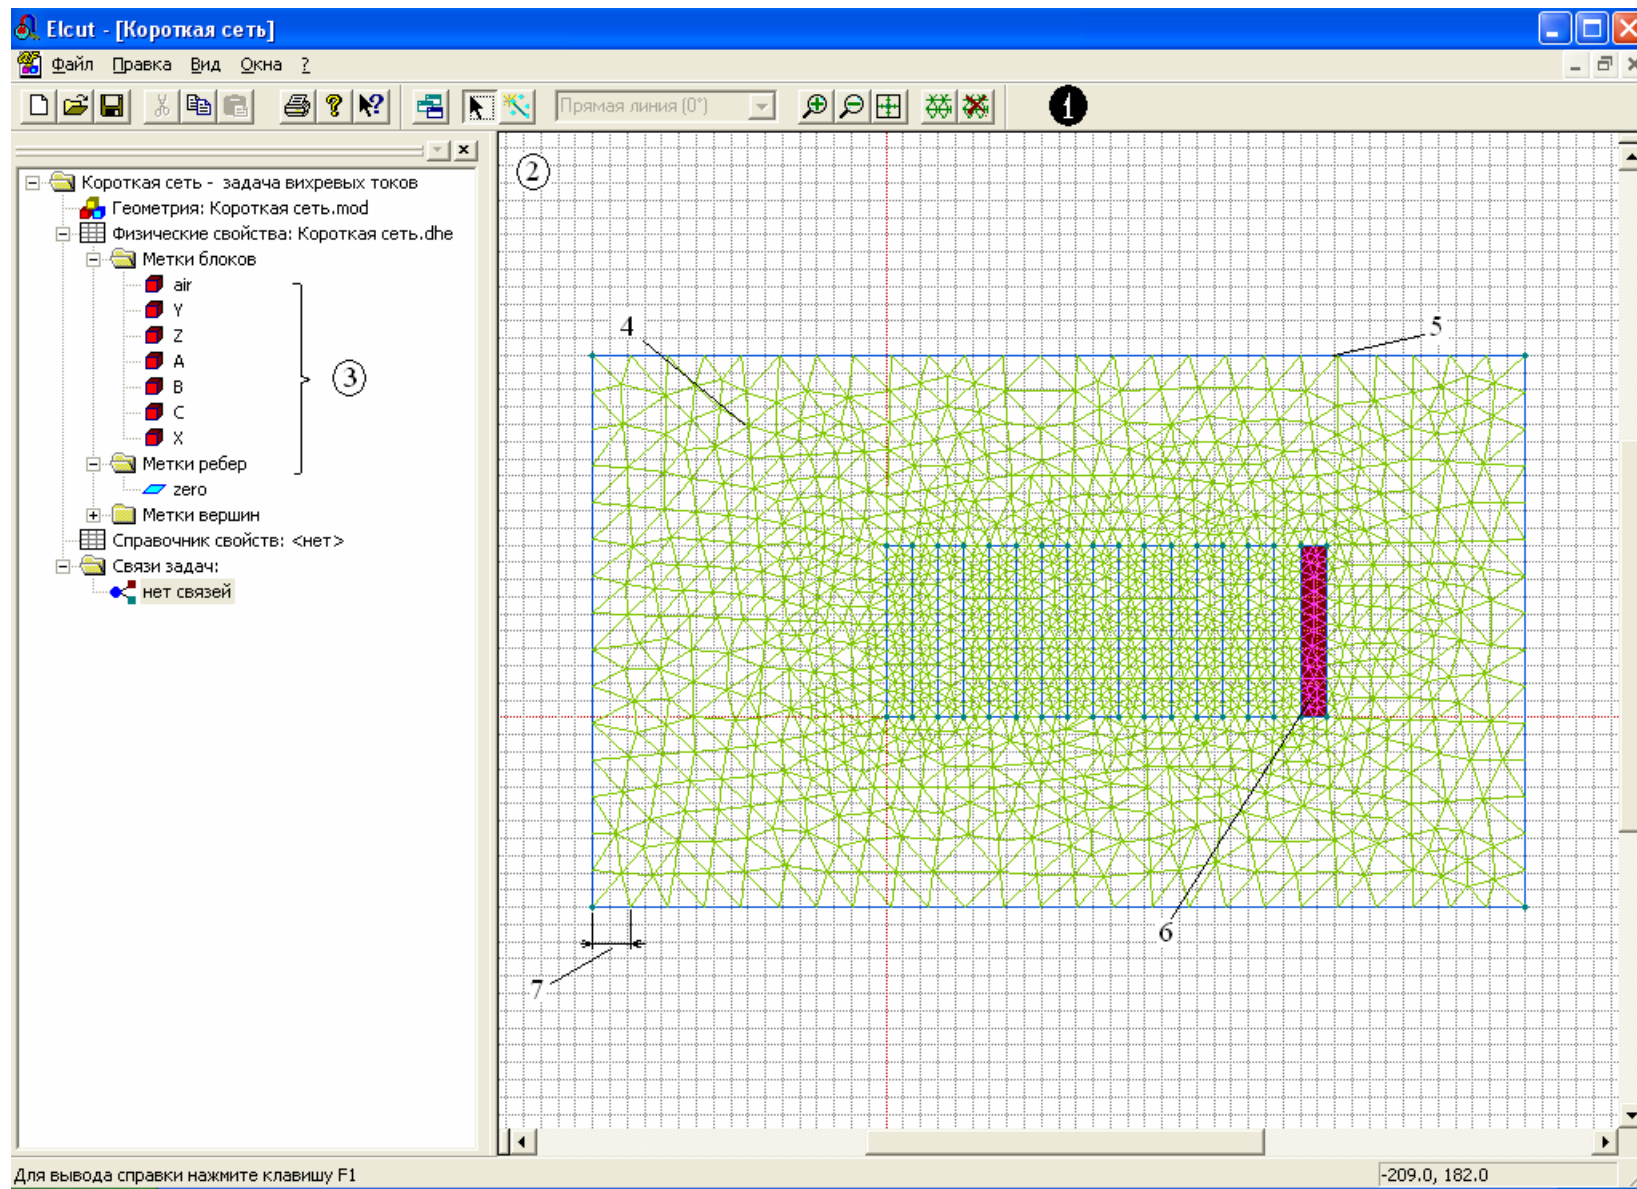 Elcut - [Короткая сеть]
Файл Правка Вид Окна ?
Прямая линия (0°)
1
2
Короткая сеть - задача вихревых токов
Геометрия: Короткая сеть.mod
Физические свойства: Короткая сеть.dhe
Метки блоков
air
Y
Z
A
B
C
X
3
Метки ребер
zero
Метки вершин
Справочник свойств: <нет>
Связи задач:
нет связей
4
5
6
7
Для вывода справки нажмите клавишу F1
-209.0, 182.0